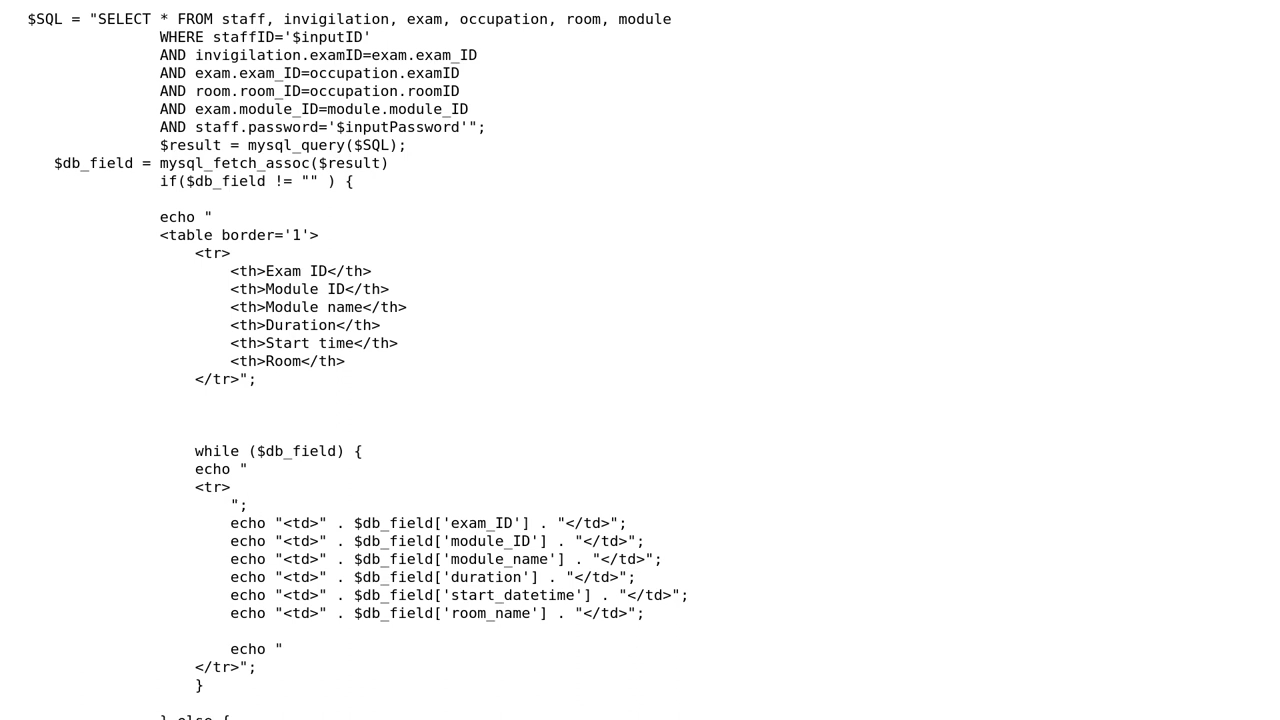 $SQL = "SELECT * FROM staff, invigilation, exam, occupation, room, module
WHERE staffID='$inputID'
AND invigilation.examID=exam.exam_ID
AND exam.exam_ID=occupation.examID
AND room.room_ID=occupation.roomID
AND exam.module_ID=module.module_ID
AND staff.password='$inputPassword'";
$result = mysql_query($SQL);
$db_field = mysql_fetch_assoc($result)
if($db_field != "" ) {
echo "
<table border='1'>
<tr>
<th>Exam ID</th>
<th>Module ID</th>
<th>Module name</th>
<th>Duration</th>
<th>Start time</th>
<th>Room</th>
</tr>";
while ($db_field) {
echo "
<tr>
";
echo "<td>" . $db_field['exam_ID'] . "</td>";
echo "<td>" . $db_field['module_ID'] . "</td>";
echo "<td>" . $db_field['module_name'] . "</td>";
echo "<td>" . $db_field['duration'] . "</td>";
echo "<td>" . $db_field['start_datetime'] . "</td>";
echo "<td>" . $db_field['room_name'] . "</td>";
echo "
</tr>";
}
} else {